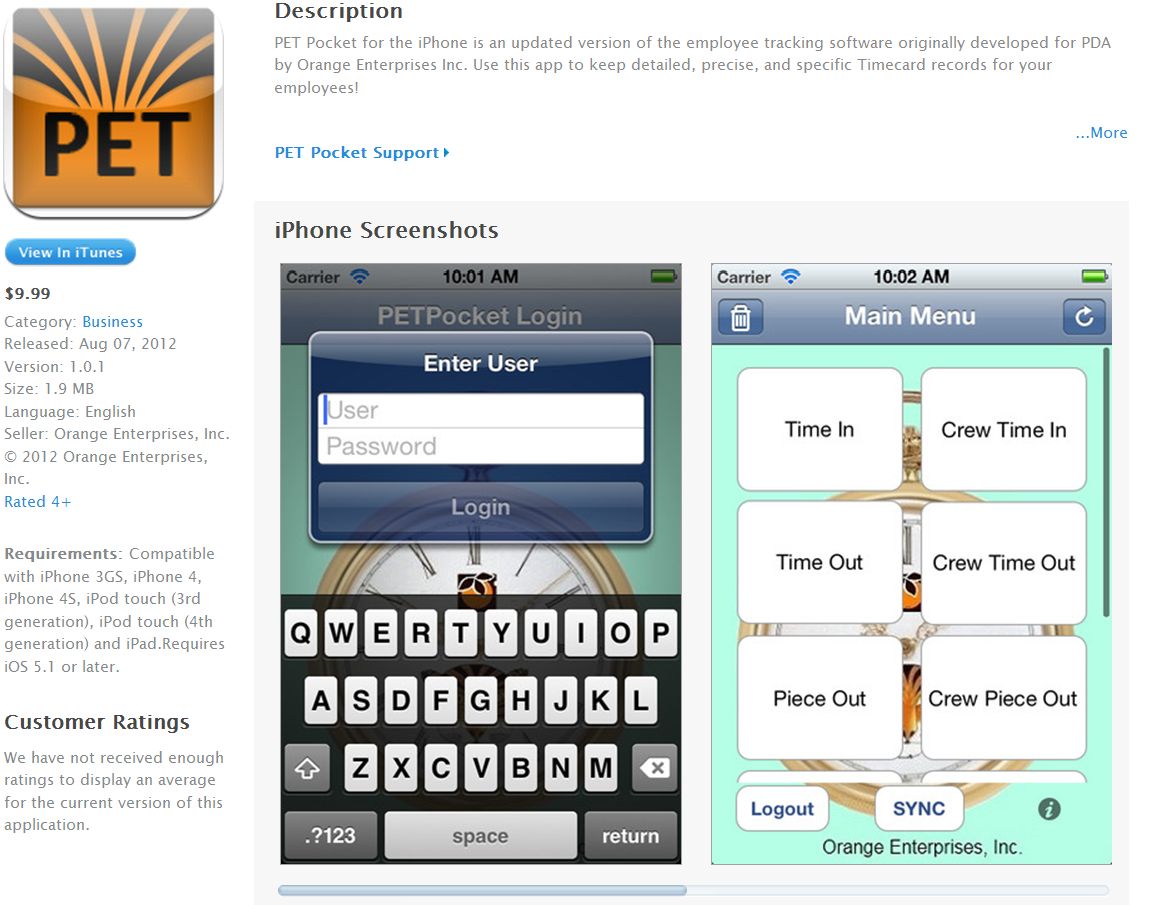 PET
View In iTunes
$9.99
Category: Business
Released: Aug 07, 2012
Version: 1.0.1
Size: 1.9 MB
Language: English
Seller: Orange Enterprises, Inc.
© 2012 Orange Enterprises,
Inc.
Rated 4+
Requirements: Compatible
with iPhone 3GS, iPhone 4,
iPhone 4S, iPod touch (3rd
generation), iPod touch (4th
generation) and iPad.Requires
iOS 5.1 or later.
Customer Ratings
We have not received enough
ratings to display an average
for the current version of this
application.
Description
PET Pocket for the iPhone is an updated version of the employee tracking software originally developed for PDA
by Orange Enterprises Inc. Use this app to keep detailed, precise, and specific Timecard records for your
employees!
...More
PET Pocket Support
iPhone Screenshots
Carrier 10:01 AM
PETPocket Login
Enter User
User
Password
Login
Q W E R T Y U I O P
A S D F G H J K L
Z X C V B N M
.?123 space return
Carrier 10:02 AM
Main Menu
Time In Crew Time In
Time Out Crew Time Out
Piece Out Crew Piece Out
Logout SYNC i
Orange Enterprises, Inc.